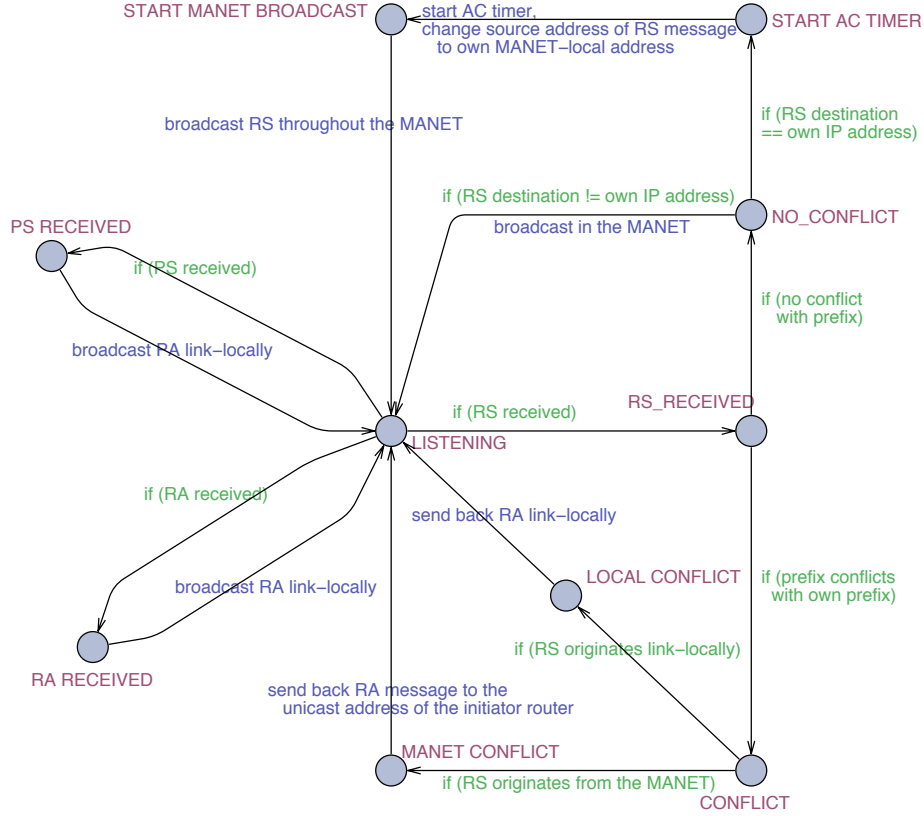 START MANET BROADCAST
start AC timer,
change source address of RS message
to own MANET-local address
START AC TIMER
broadcast RS throughout the MANET
if (RS destination
== own IP address)
if (RS destination != own IP address)
broadcast in the MANET
NO_CONFLICT
PS RECEIVED
if (PS received)
if (no conflict
with prefix)
broadcast PA link-locally
RS_RECEIVED
if (RS received)
LISTENING
if (RA received)
send back RA link-locally
broadcast RA link-locally
LOCAL CONFLICT
if (prefix conflicts
with own prefix)
if (RS originates link-locally)
RA RECEIVED
send back RA message to the
unicast address of the initiator router
MANET CONFLICT
if (RS originates from the MANET)
CONFLICT